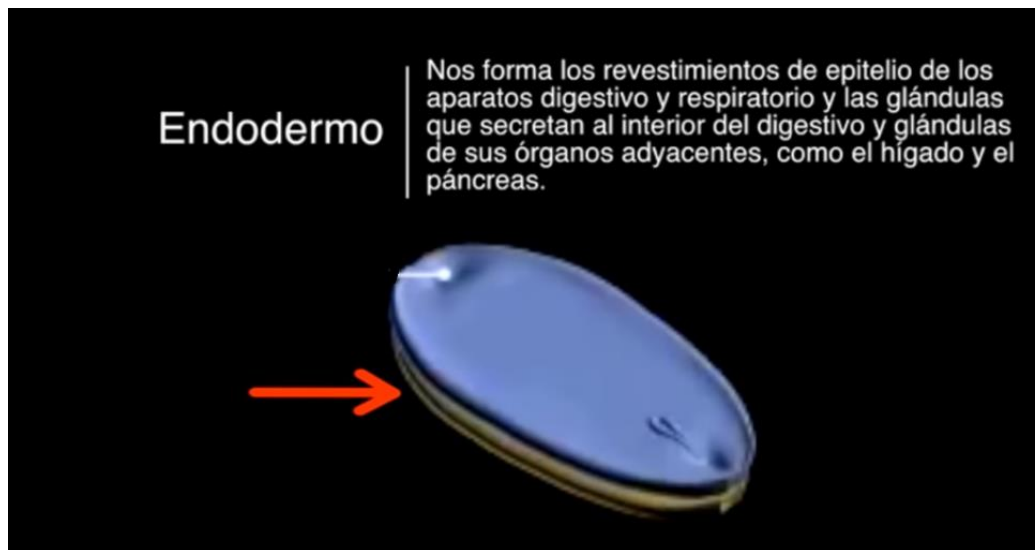 Endodermo
Nos forma los revestimientos de epitelio de los
aparatos digestivo y respiratorio y las glándulas
que secretan al interior del digestivo y glándulas
de sus órganos adyacentes, como el hígado y el
páncreas.